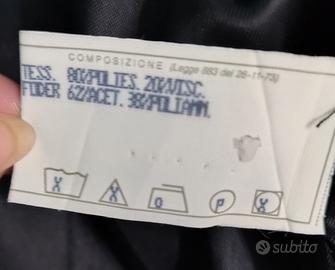 COMPOSIZIONE (Legge 883 del 26-11-73)
TESS. 80%POLIES. 20%VISC.
FODER 62%ACET. 38%POLIAMM.
X X o P X
subito